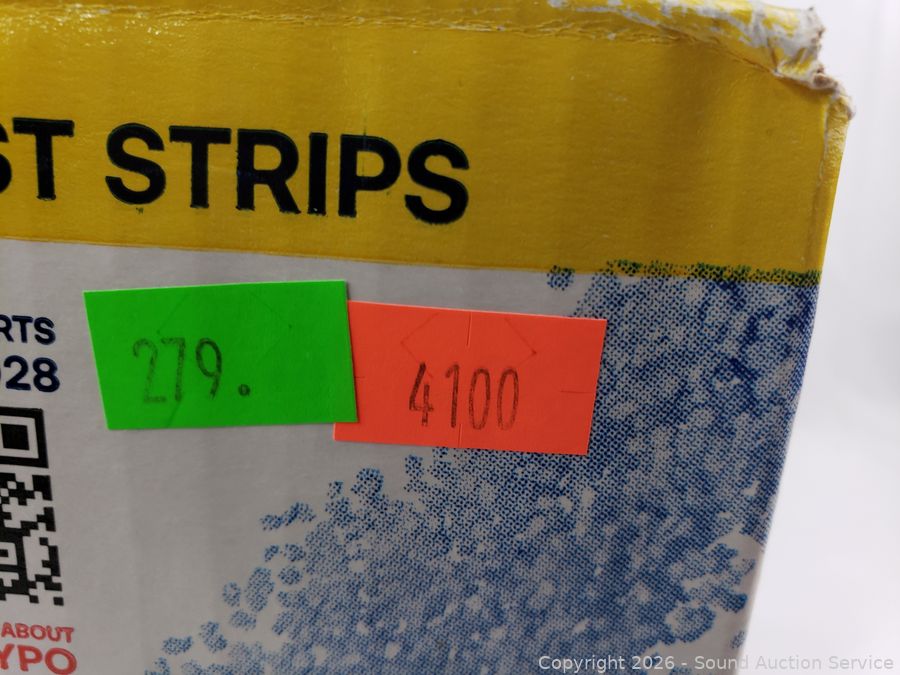 ST STRIPS
RTS
028
279.
4100
ABOUT
YPO
Copyright 2026 - Sound Auction Service